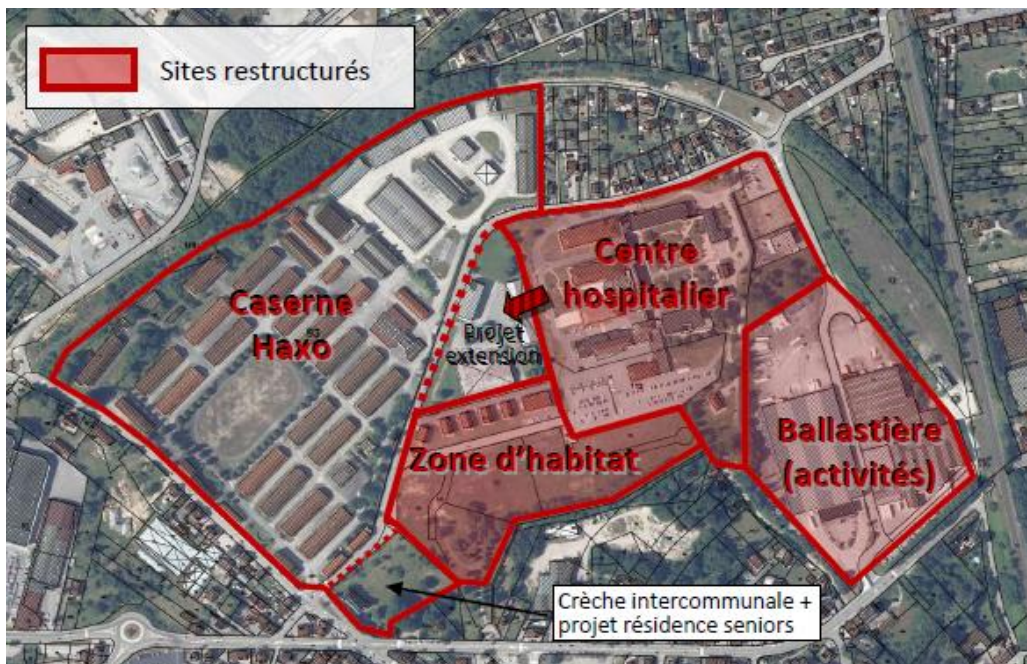 Sites restructurés
Centre
hospitalier
Caserne
Haxo
Projet
extension
Ballastière
(activités)
Zone d'habitat
Crèche intercommunale +
projet résidence seniors